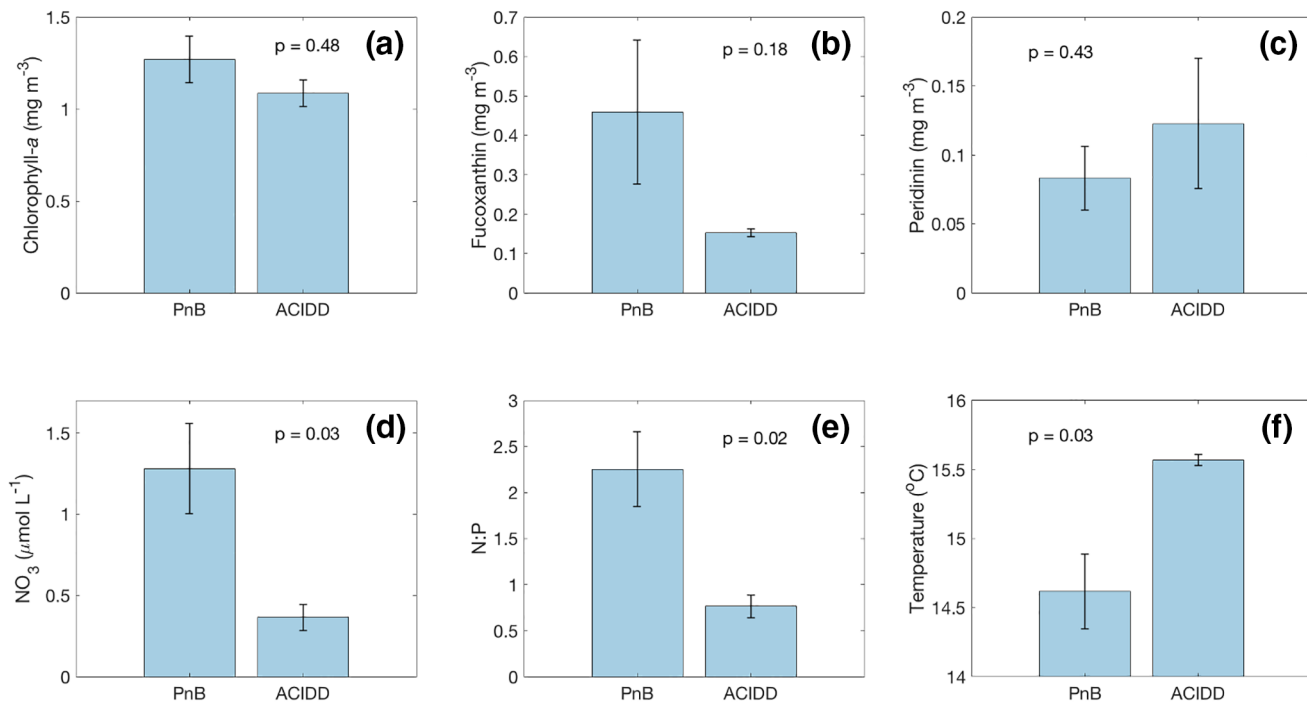 (a)
p = 0.48
Chlorophyll-a (mg m⁻³)
1.5
1
0.5
0
PnB
ACIDD
(b)
p = 0.18
Fucoxanthin (mg m⁻³)
0.7
0.6
0.5
0.4
0.3
0.2
0.1
0
PnB
ACIDD
(c)
p = 0.43
Peridinin (mg m⁻³)
0.2
0.15
0.1
0.05
0
PnB
ACIDD
(d)
p = 0.03
NO₃ (μmol L⁻¹)
1.5
1
0.5
0
PnB
ACIDD
(e)
p = 0.02
N:P
3
2.5
2
1.5
1
0.5
0
PnB
ACIDD
(f)
p = 0.03
Temperature (°C)
16
15.5
15
14.5
14
PnB
ACIDD